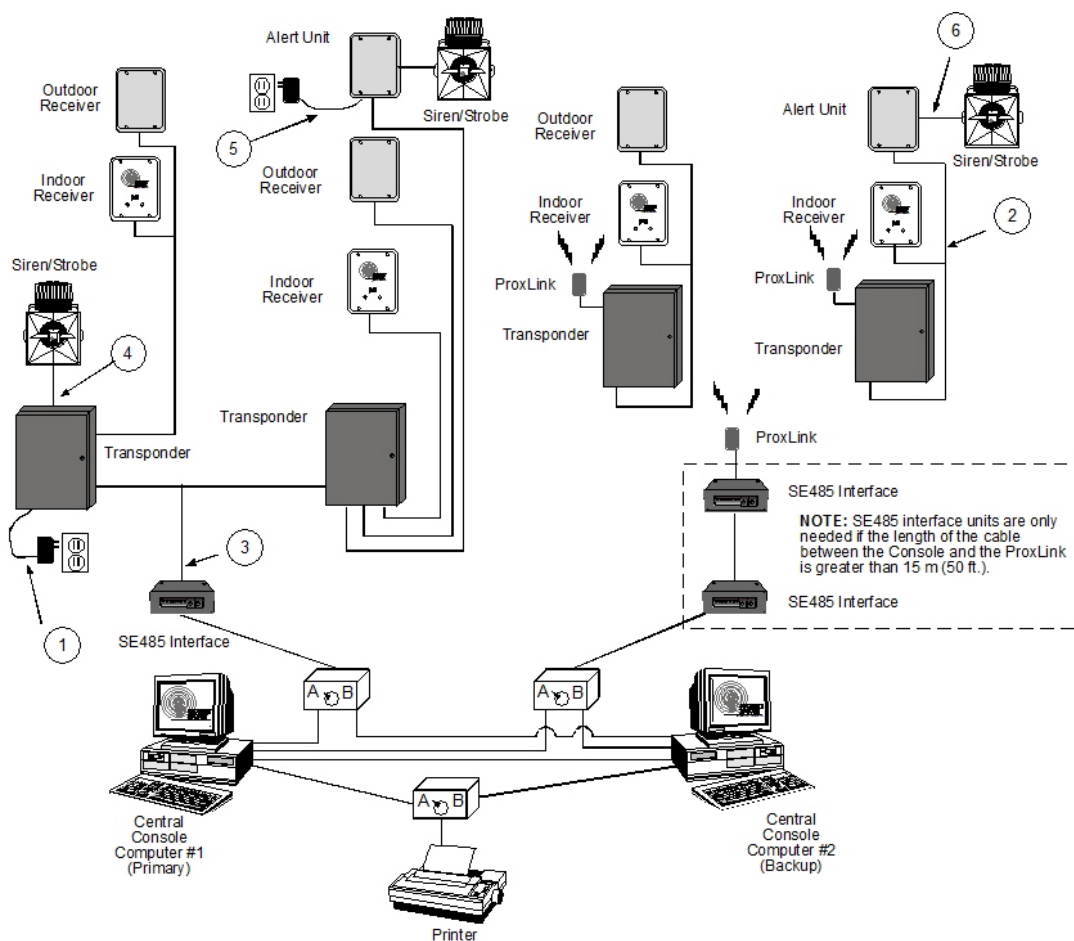 Alert Unit
Siren/Strobe
5
Outdoor
Receiver
Indoor
Receiver
Outdoor
Receiver
Indoor
Receiver
Siren/Strobe
4
Transponder
Transponder
1
3
SE485 Interface
Outdoor
Receiver
Indoor
Receiver
ProxLink
Transponder
6
Alert Unit
Siren/Strobe
Indoor
Receiver
2
ProxLink
Transponder
ProxLink
SE485 Interface
NOTE: SE485 interface units are only
needed if the length of the cable
between the Console and the ProxLink
is greater than 15 m (50 ft.).
SE485 Interface
A B
A B
A B
Central
Console
Computer #1
(Primary)
Central
Console
Computer #2
(Backup)
Printer